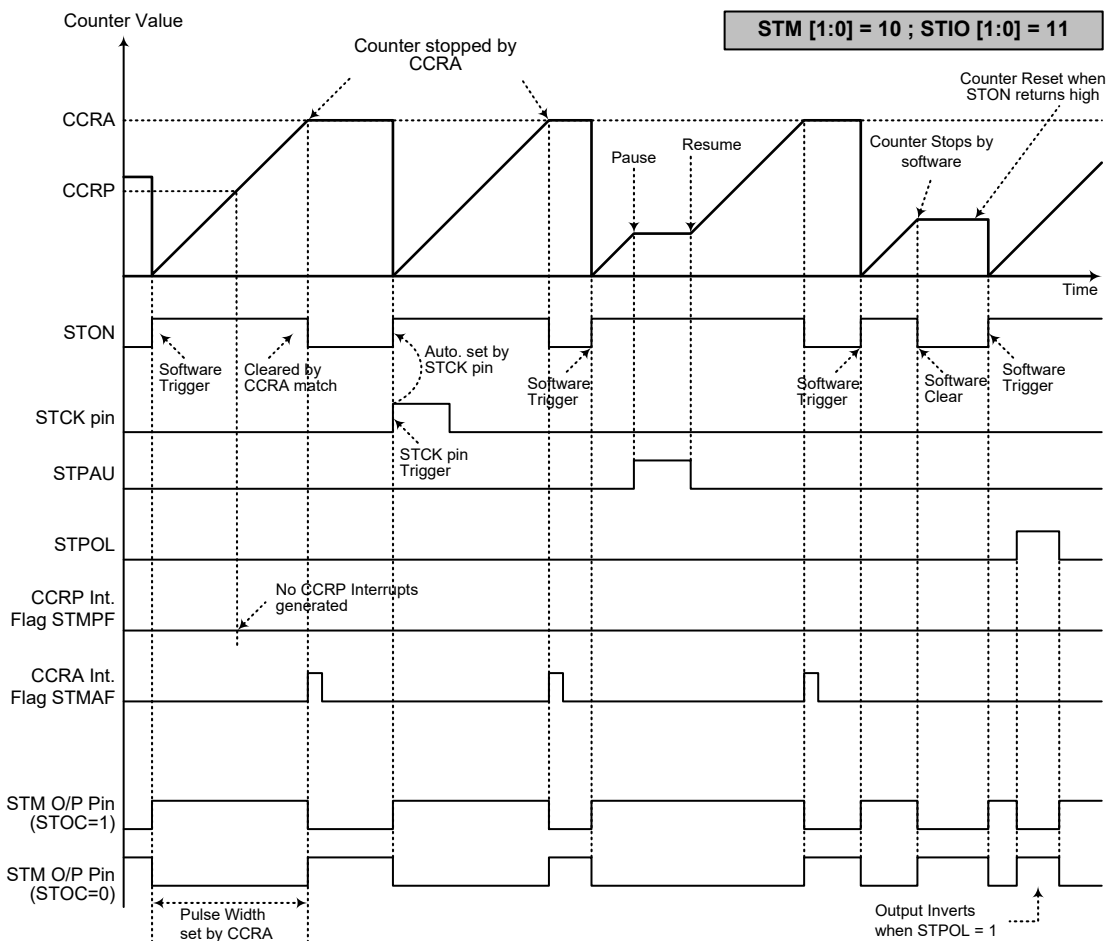 Counter Value
STM [1:0] = 10 ; STIO [1:0] = 11
Counter stopped by
CCRA
Counter Reset when
STON returns high
CCRA
Pause
Resume
Counter Stops by
software
CCRP
Time
STON
Software
Trigger
Cleared by
CCRA match
Auto. set by
STCK pin
Software
Trigger
Software
Trigger
Software
Clear
Software
Trigger
STCK pin
STCK pin
Trigger
STPAU
STPOL
No CCRP Interrupts
generated
CCRP Int.
Flag STMPF
CCRA Int.
Flag STMAF
STM O/P Pin
(STOC=1)
STM O/P Pin
(STOC=0)
Pulse Width
set by CCRA
Output Inverts
when STPOL = 1